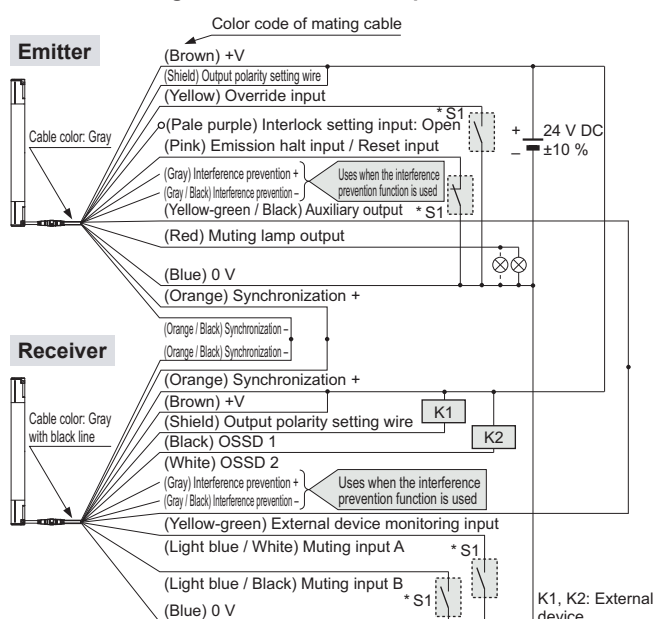 Color code of mating cable
Emitter
(Brown) +V
(Shield) Output polarity setting wire
(Yellow) Override input
* S1
(Pale purple) Interlock setting input: Open
+
24 V DC
Cable color: Gray
(Pink) Emission halt input / Reset input
–
±10 %
(Gray) Interference prevention +
Uses when the interference
(Gray / Black) Interference prevention –
prevention function is used
(Yellow-green / Black) Auxiliary output
* S1
(Red) Muting lamp output
(Blue) 0 V
(Orange) Synchronization +
(Orange / Black) Synchronization –
Receiver
(Orange / Black) Synchronization –
(Orange) Synchronization +
(Brown) +V
K1
Cable color: Gray
with black line
(Shield) Output polarity setting wire
K2
(Black) OSSD 1
(White) OSSD 2
(Gray) Interference prevention +
Uses when the interference
(Gray / Black) Interference prevention –
prevention function is used
(Yellow-green) External device monitoring input
(Light blue / White) Muting input A
* S1
(Light blue / Black) Muting input B
* S1
K1, K2: External
device
(Blue) 0 V